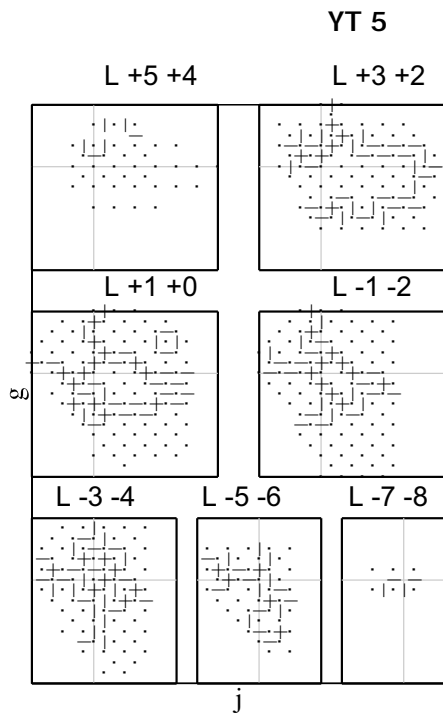 YT 5
L +5 +4
L +3 +2
L +1 +0
L -1 -2
g
L -3 -4
L -5 -6
L -7 -8
j